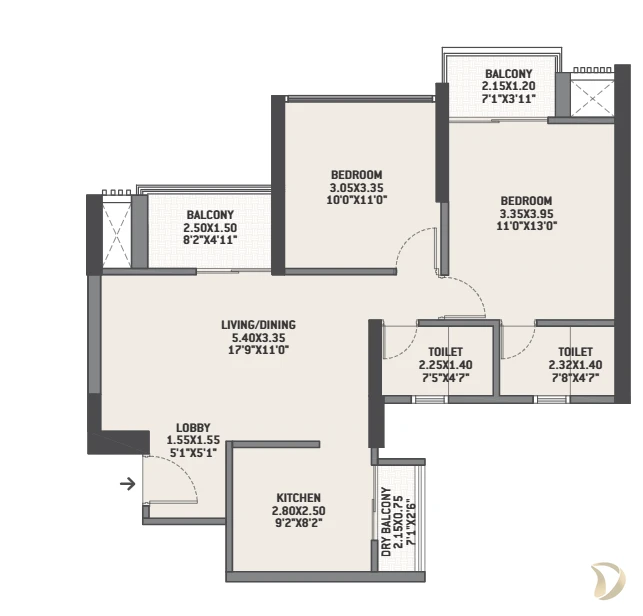 BALCONY
2.15X1.20
7'1"X3'11"
BEDROOM
3.05X3.35
10'0"X11'0"
BEDROOM
3.35X3.95
11'0"X13'0"
BALCONY
2.50X1.50
8'2"X4'11"
LIVING/DINING
5.40X3.35
17'9"X11'0"
TOILET
2.25X1.40
7'5"X4'7"
TOILET
2.32X1.40
7'8"X4'7"
LOBBY
1.55X1.55
5'1"X5'1"
KITCHEN
2.80X2.50
9'2"X8'2"
DRY BALCONY
2.15X0.75
7'1"X2'6"